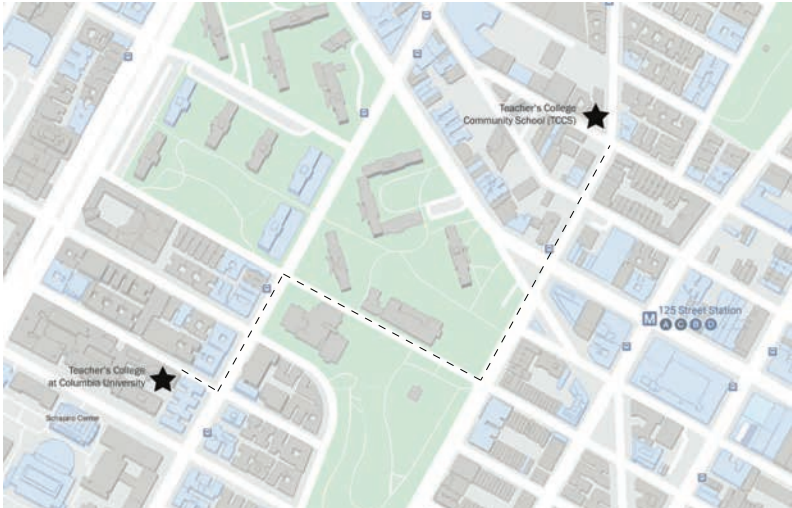 Teacher's College
Community School (TCCS)
M 125 Street Station
A C B D
Teacher's College
at Columbia University
Schapiro Center